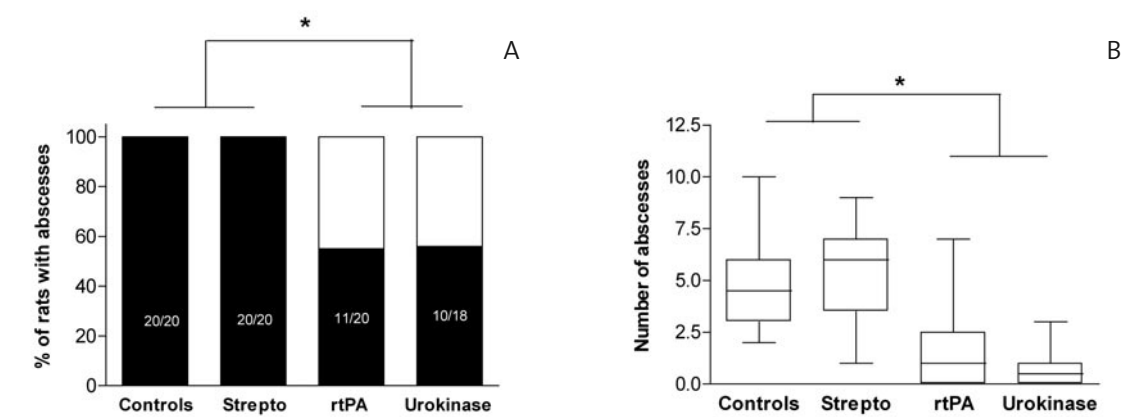 *
A
% of rats with abscesses
100
80
60
40
20
0
20/20 20/20 11/20 10/18
Controls Strepto rtPA Urokinase
*
B
Number of abscesses
12.5
10.0
7.5
5.0
2.5
0.0
Controls Strepto rtPA Urokinase